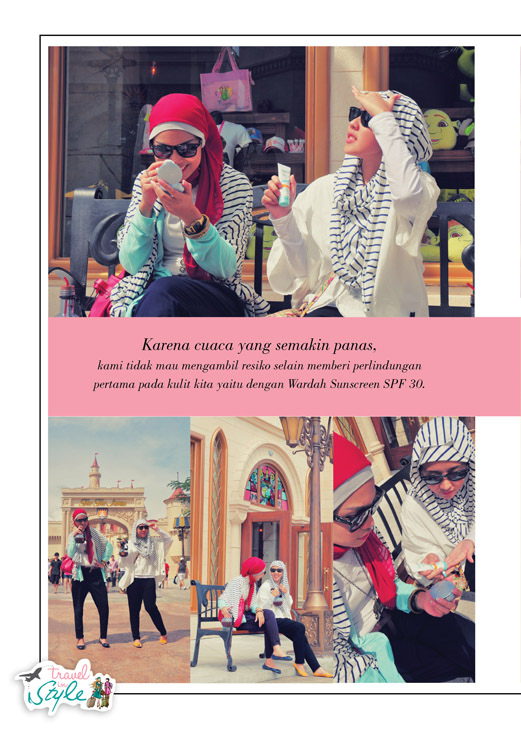 Karena cuaca yang semakin panas,
kami tidak mau mengambil resiko selain memberi perlindungan
pertama pada kulit kita yaitu dengan Wardah Sunscreen SPF 30.
travel
in
Style